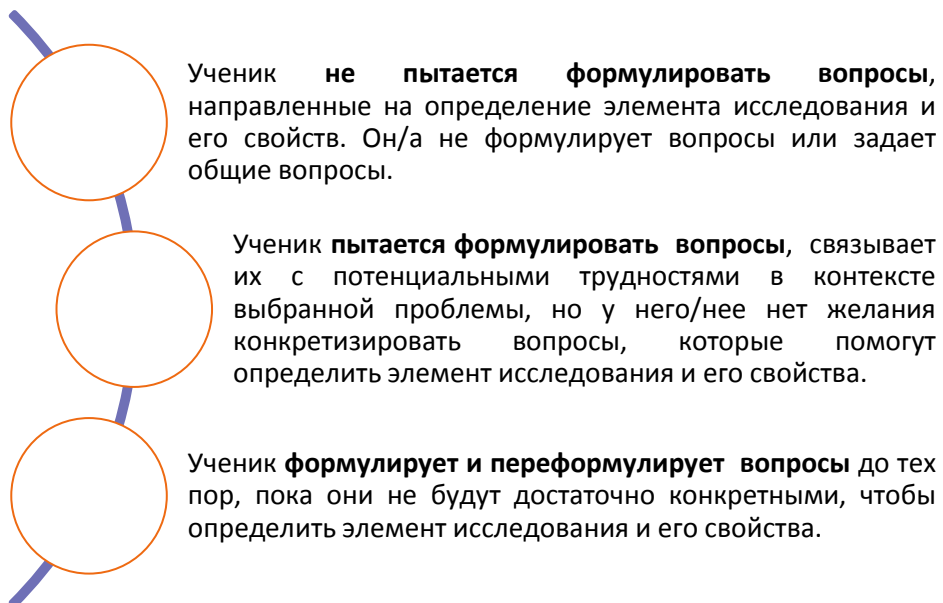 Ученик не пытается формулировать вопросы,
направленные на определение элемента исследования и
его свойств. Он/а не формулирует вопросы или задает
общие вопросы.
Ученик пытается формулировать вопросы, связывает
их с потенциальными трудностями в контексте
выбранной проблемы, но у него/нее нет желания
конкретизировать вопросы, которые помогут
определить элемент исследования и его свойства.
Ученик формулирует и переформулирует вопросы до тех
пор, пока они не будут достаточно конкретными, чтобы
определить элемент исследования и его свойства.